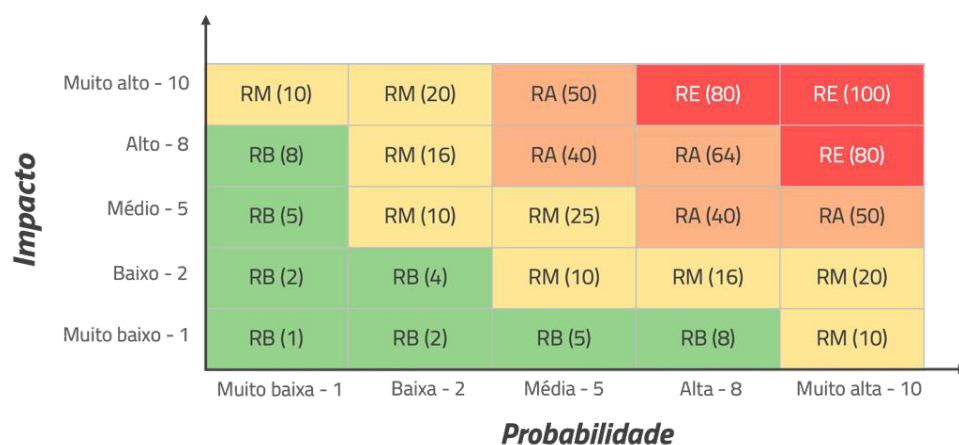 Impacto
Muito alto - 10 RM (10) RM (20) RA (50) RE (80) RE (100)
Alto - 8 RB (8) RM (16) RA (40) RA (64) RE (80)
Médio - 5 RB (5) RM (10) RM (25) RA (40) RA (50)
Baixo - 2 RB (2) RB (4) RM (10) RM (16) RM (20)
Muito baixo - 1 RB (1) RB (2) RB (5) RB (8) RM (10)
Muito baixa - 1 Baixa - 2 Média - 5 Alta - 8 Muito alta - 10
Probabilidade